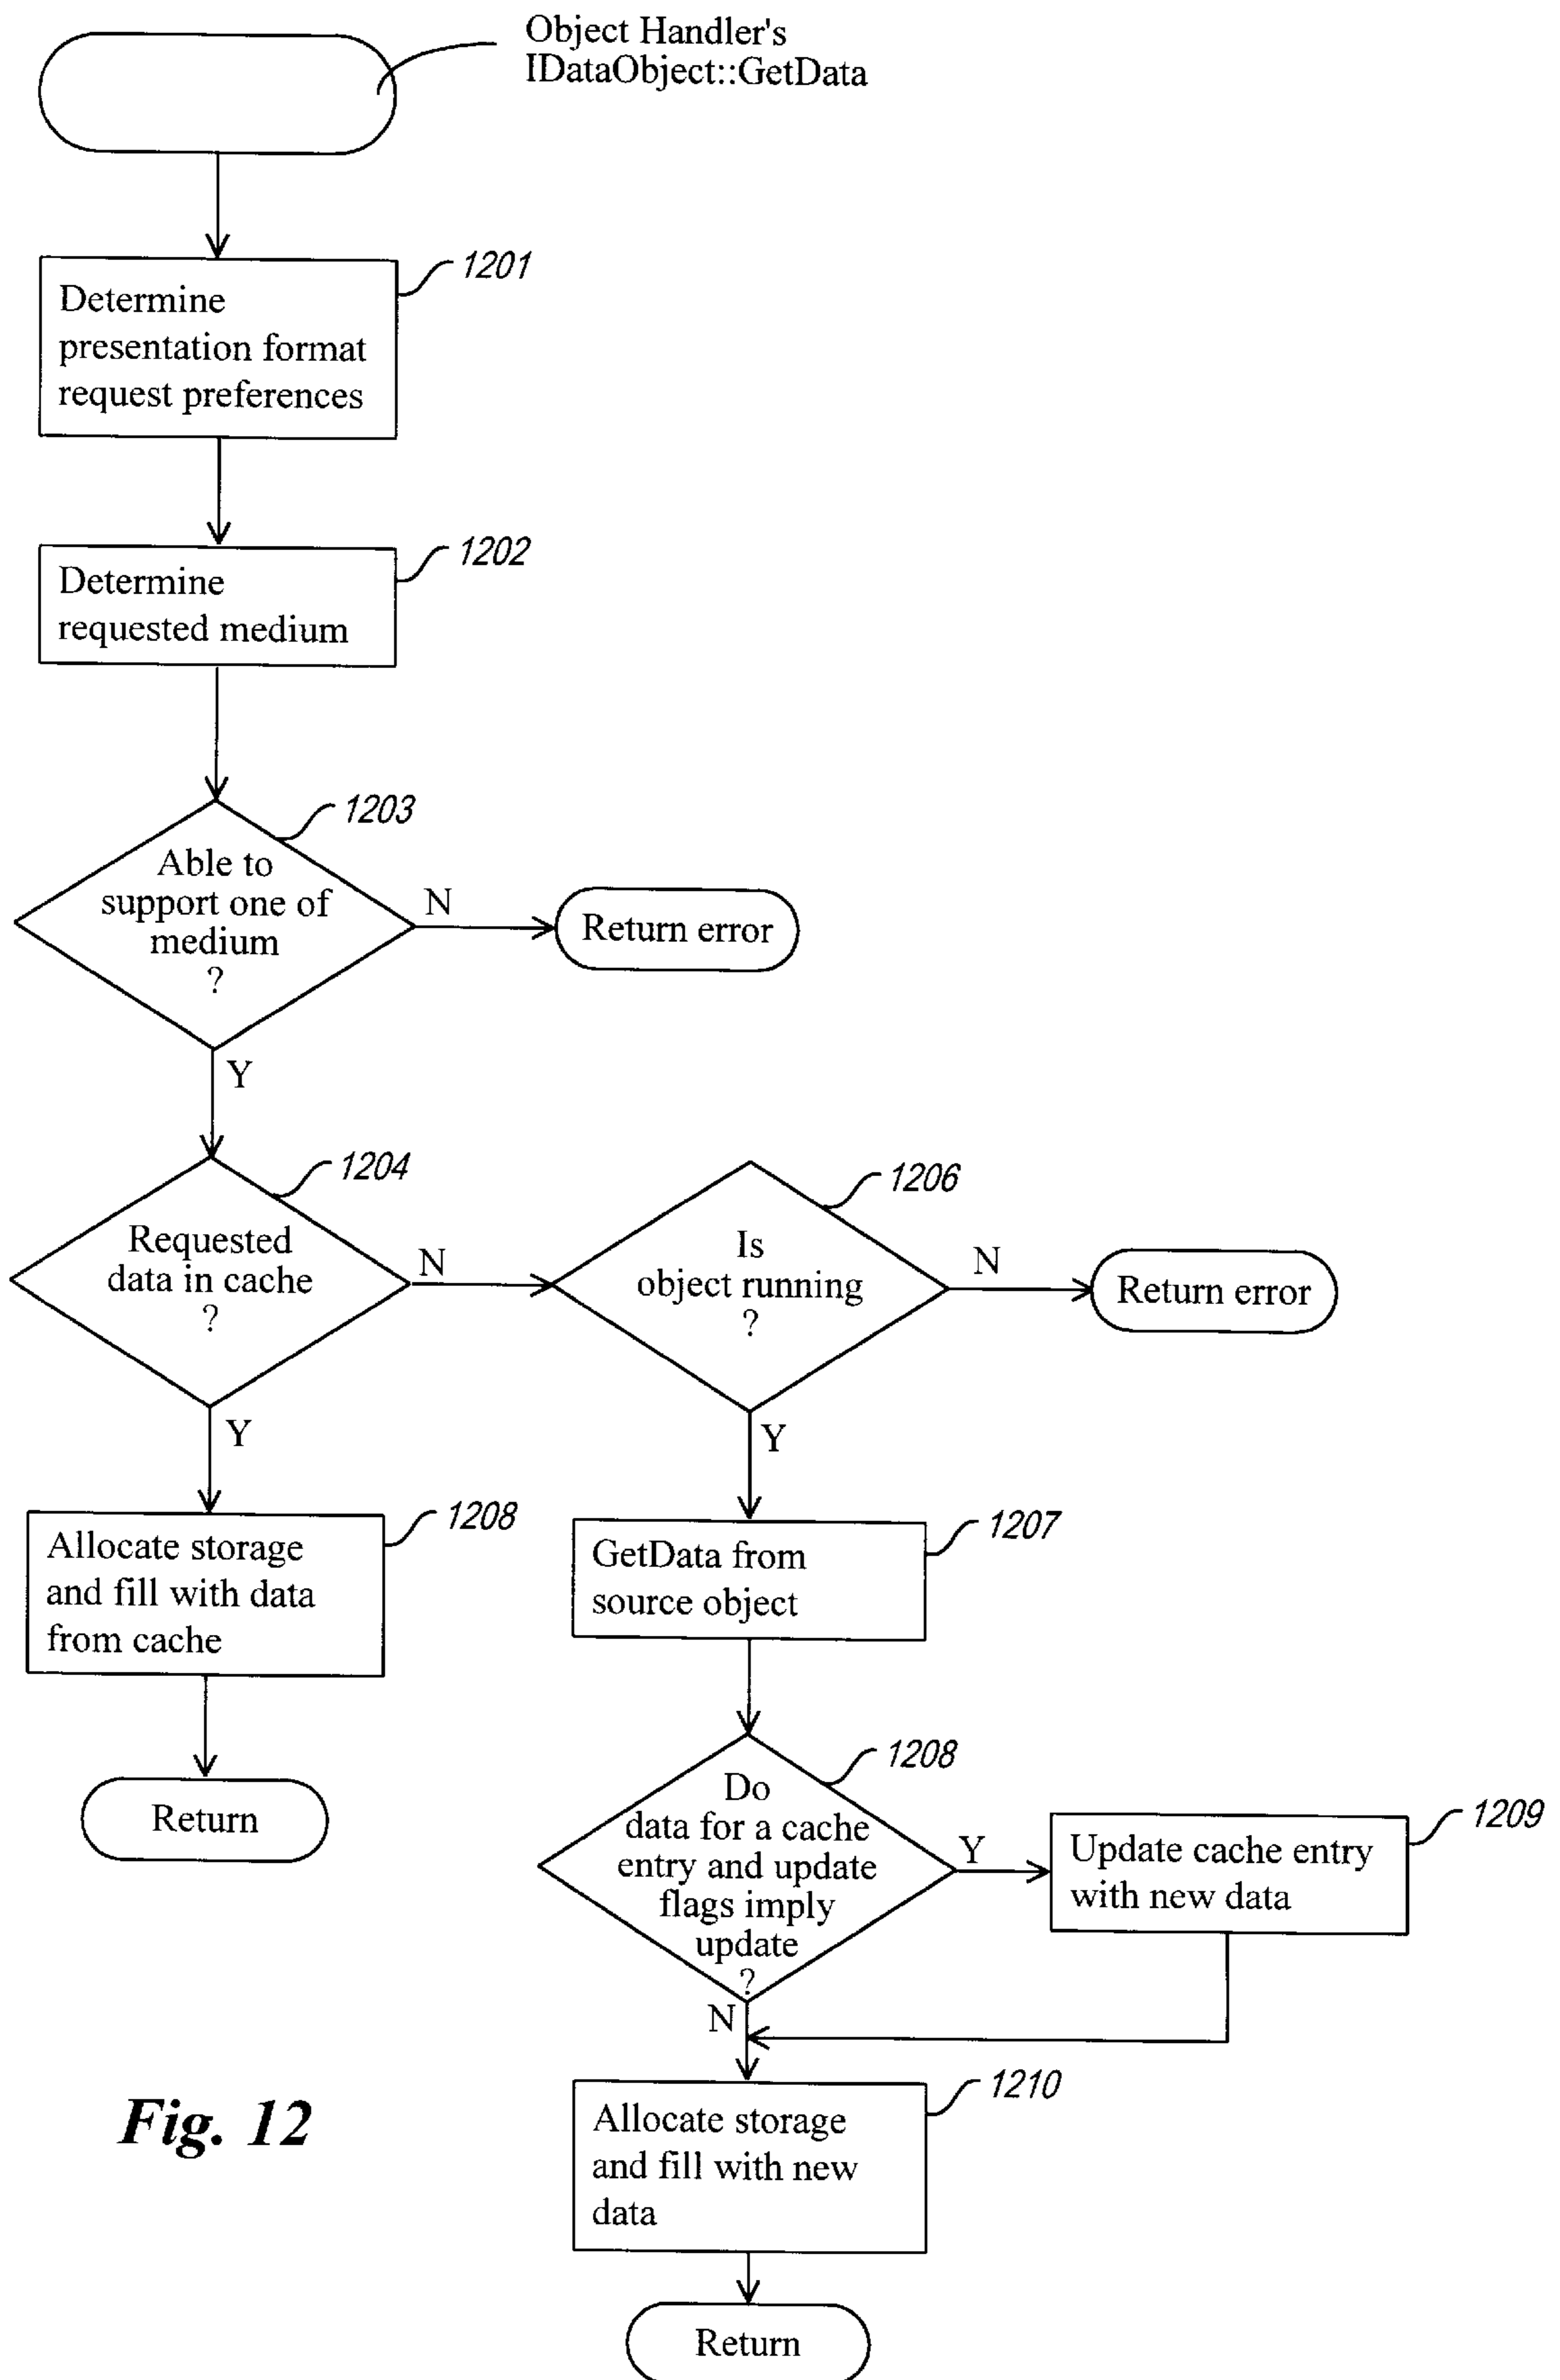 Object Handler's
IDataObject::GetData
1201
Determine
presentation format
request preferences
1202
Determine
requested medium
1203
Able to
support one of
medium
?
N
Return error
Y
1204
Requested
data in cache
?
N
1206
Is
object running
?
N
Return error
Y
Y
1208
Allocate storage
and fill with data
from cache
Return
1207
GetData from
source object
1208
Do
data for a cache
entry and update
flags imply
update
?
Y
1209
Update cache entry
with new data
N
1210
Allocate storage
and fill with new
data
Return
Fig. 12